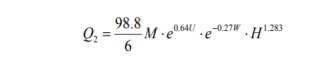 Q₂ = 98.8/6 M · e^0.64U · e^-0.27W · H^1.283